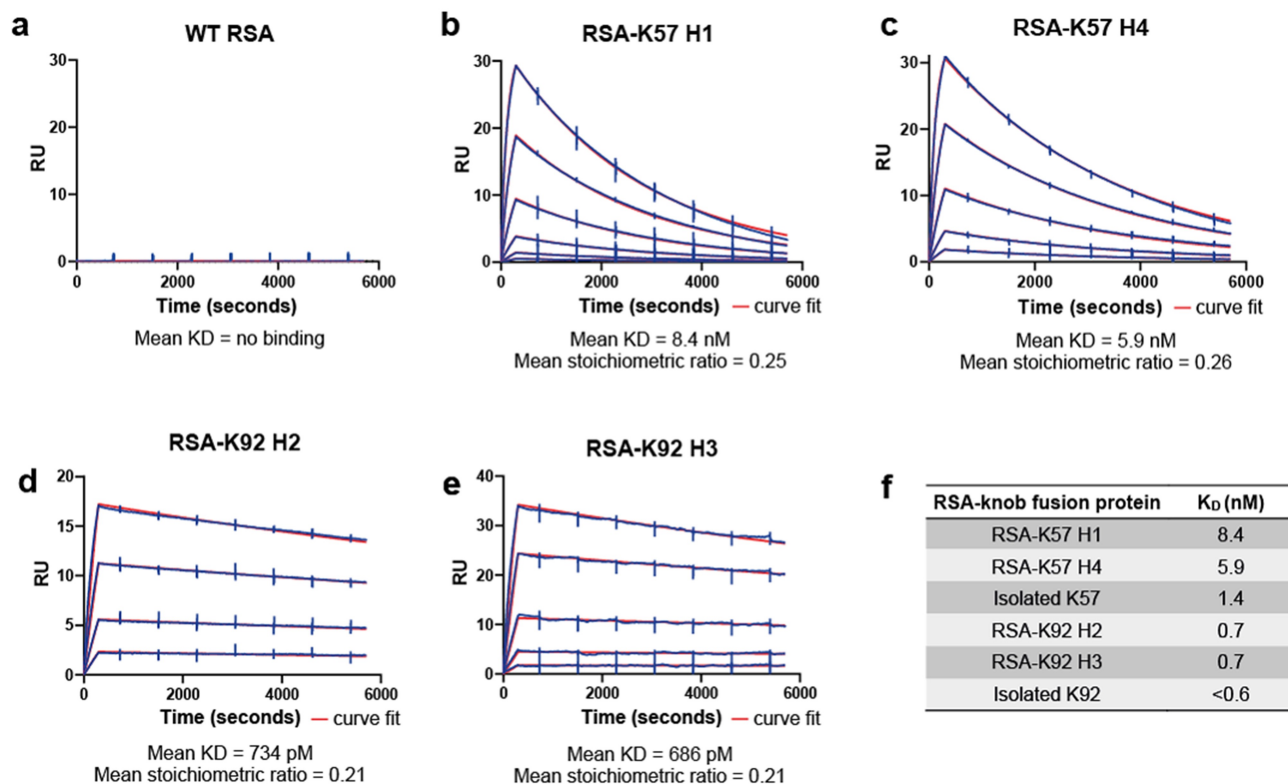 a
WT RSA
30
20
10
0
RU
0 2000 4000 6000
Time (seconds)
Mean KD = no binding
b
RSA-K57 H1
30
20
10
0
RU
0 2000 4000 6000
Time (seconds) — curve fit
Mean KD = 8.4 nM
Mean stoichiometric ratio = 0.25
c
RSA-K57 H4
30
20
10
0
RU
0 2000 4000 6000
Time (seconds) — curve fit
Mean KD = 5.9 nM
Mean stoichiometric ratio = 0.26
d
RSA-K92 H2
20
15
10
5
0
RU
0 2000 4000 6000
Time (seconds) — curve fit
Mean KD = 734 pM
Mean stoichiometric ratio = 0.21
e
RSA-K92 H3
40
30
20
10
0
RU
0 2000 4000 6000
Time (seconds) — curve fit
Mean KD = 686 pM
Mean stoichiometric ratio = 0.21
f
RSA-knob fusion protein K_D (nM)
RSA-K57 H1 8.4
RSA-K57 H4 5.9
Isolated K57 1.4
RSA-K92 H2 0.7
RSA-K92 H3 0.7
Isolated K92 <0.6